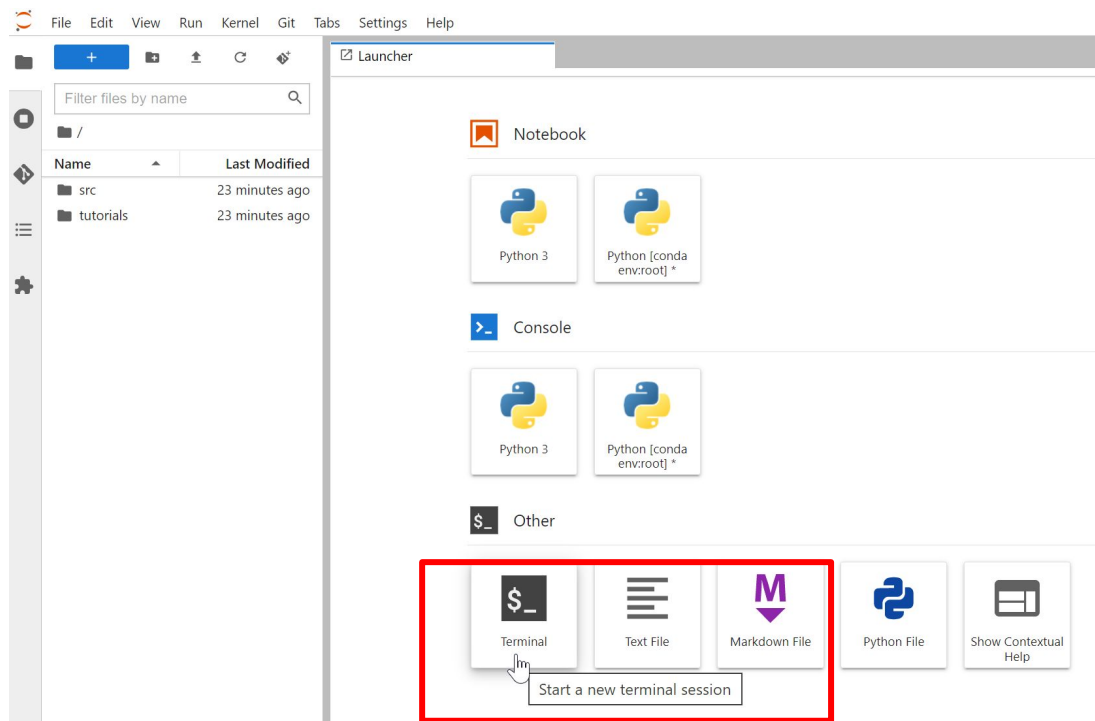 File Edit View Run Kernel Git Tabs Settings Help
+
Launcher
Filter files by name
/
Name Last Modified
src 23 minutes ago
tutorials 23 minutes ago
Notebook
Python 3
Python [conda
env:root] *
>_ Console
Python 3
Python [conda
env:root] *
$_ Other
$_
M
Terminal
Text File
Markdown File
Python File
Show Contextual
Help
Start a new terminal session